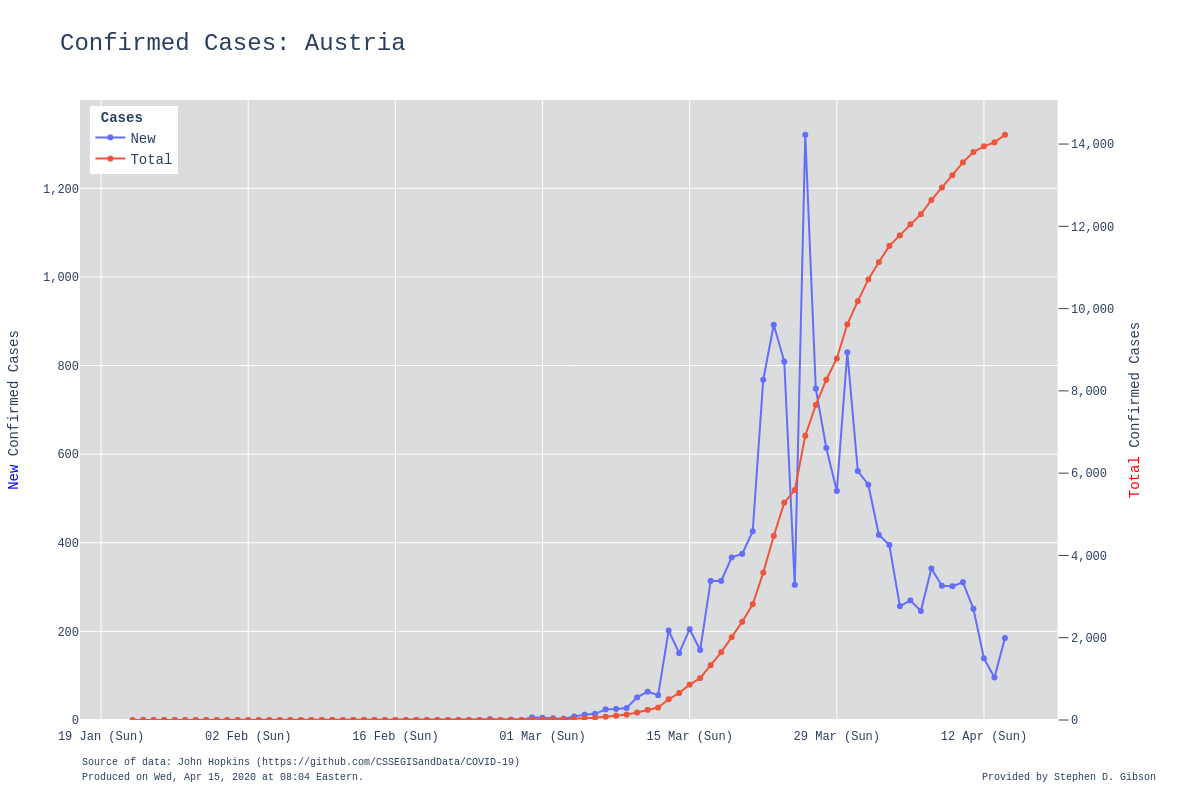 Confirmed Cases: Austria
Cases
New
Total
1,200
1,000
800
600
400
200
0
New Confirmed Cases
14,000
12,000
10,000
8,000
6,000
4,000
2,000
0
Total Confirmed Cases
19 Jan (Sun) 02 Feb (Sun) 16 Feb (Sun) 01 Mar (Sun) 15 Mar (Sun) 29 Mar (Sun) 12 Apr (Sun)
Source of data: John Hopkins (https://github.com/CSSEGISandData/COVID-19)
Produced on Wed, Apr 15, 2020 at 08:04 Eastern.
Provided by Stephen D. Gibson